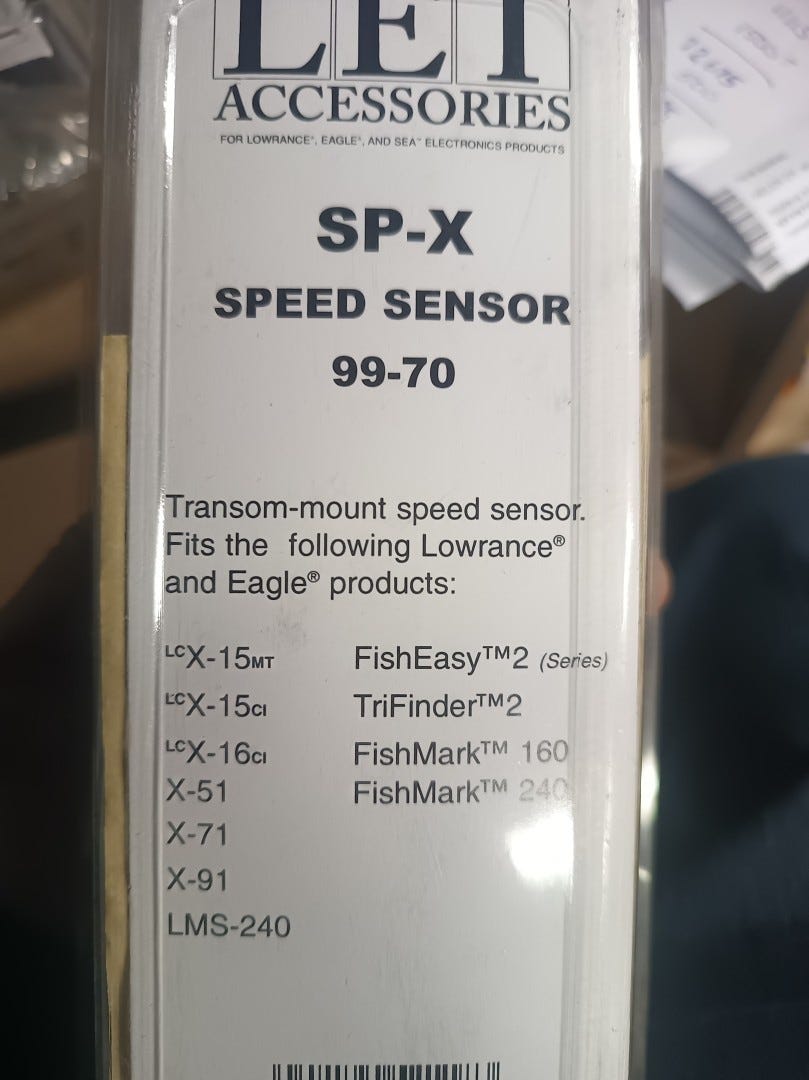 LEI
ACCESSORIES
FOR LOWRANCE®, EAGLE®, AND SEA™ ELECTRONICS PRODUCTS
SP-X
SPEED SENSOR
99-70
Transom-mount speed sensor.
Fits the following Lowrance®
and Eagle® products:
LCX-15MT FishEasy™2 (Series)
LCX-15CI TriFinder™2
LCX-16CI FishMark™ 160
X-51 FishMark™ 240
X-71
X-91
LMS-240